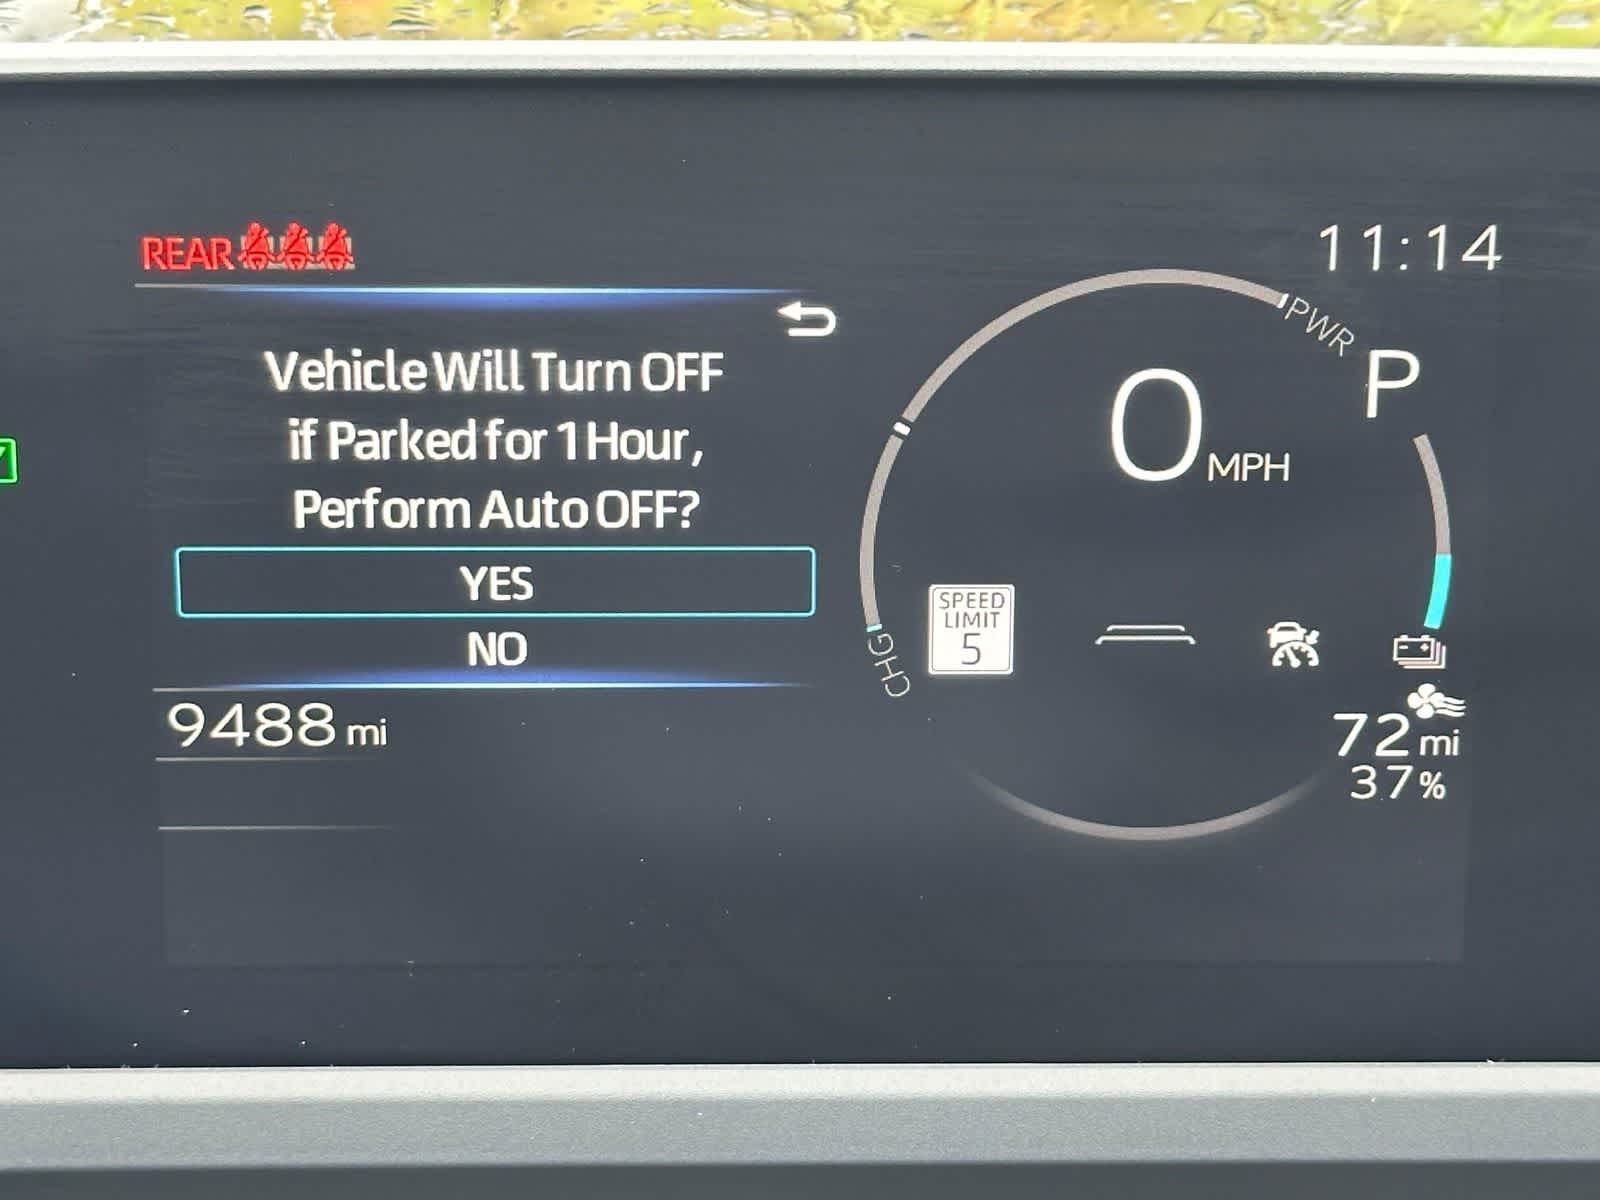 REAR
11:14
Vehicle Will Turn OFF
if Parked for 1 Hour,
Perform Auto OFF?
YES
NO
9488 mi
PWR
P
0 MPH
SPEED
LIMIT
5
CHG
72 mi
37%